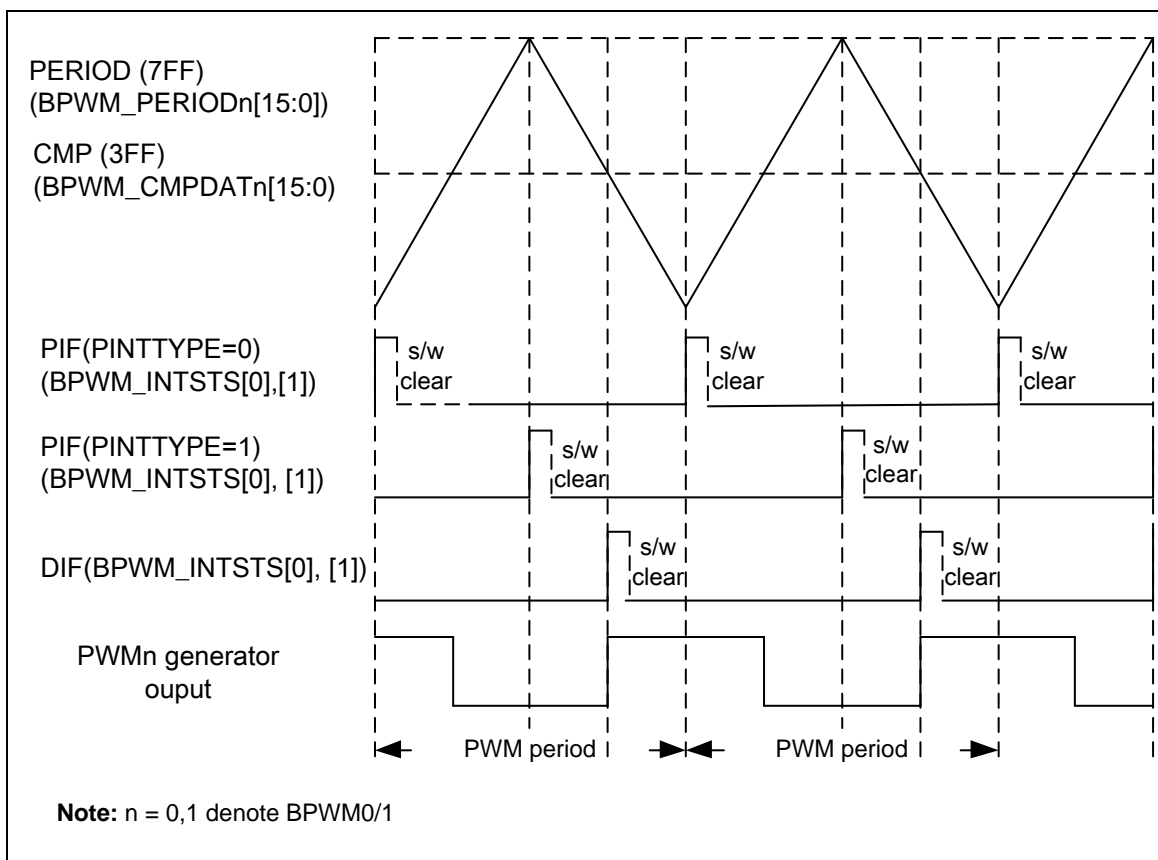 PERIOD (7FF)
(BPWM_PERIODn[15:0])
CMP (3FF)
(BPWM_CMPDATn[15:0)
PIF(PINTTYPE=0)
(BPWM_INTSTS[0],[1])
s/w
clear
s/w
clear
s/w
clear
PIF(PINTTYPE=1)
(BPWM_INTSTS[0], [1])
s/w
clear
s/w
clear
DIF(BPWM_INTSTS[0], [1])
s/w
clear
s/w
clear
PWMn generator
ouput
PWM period
PWM period
Note: n = 0,1 denote BPWM0/1